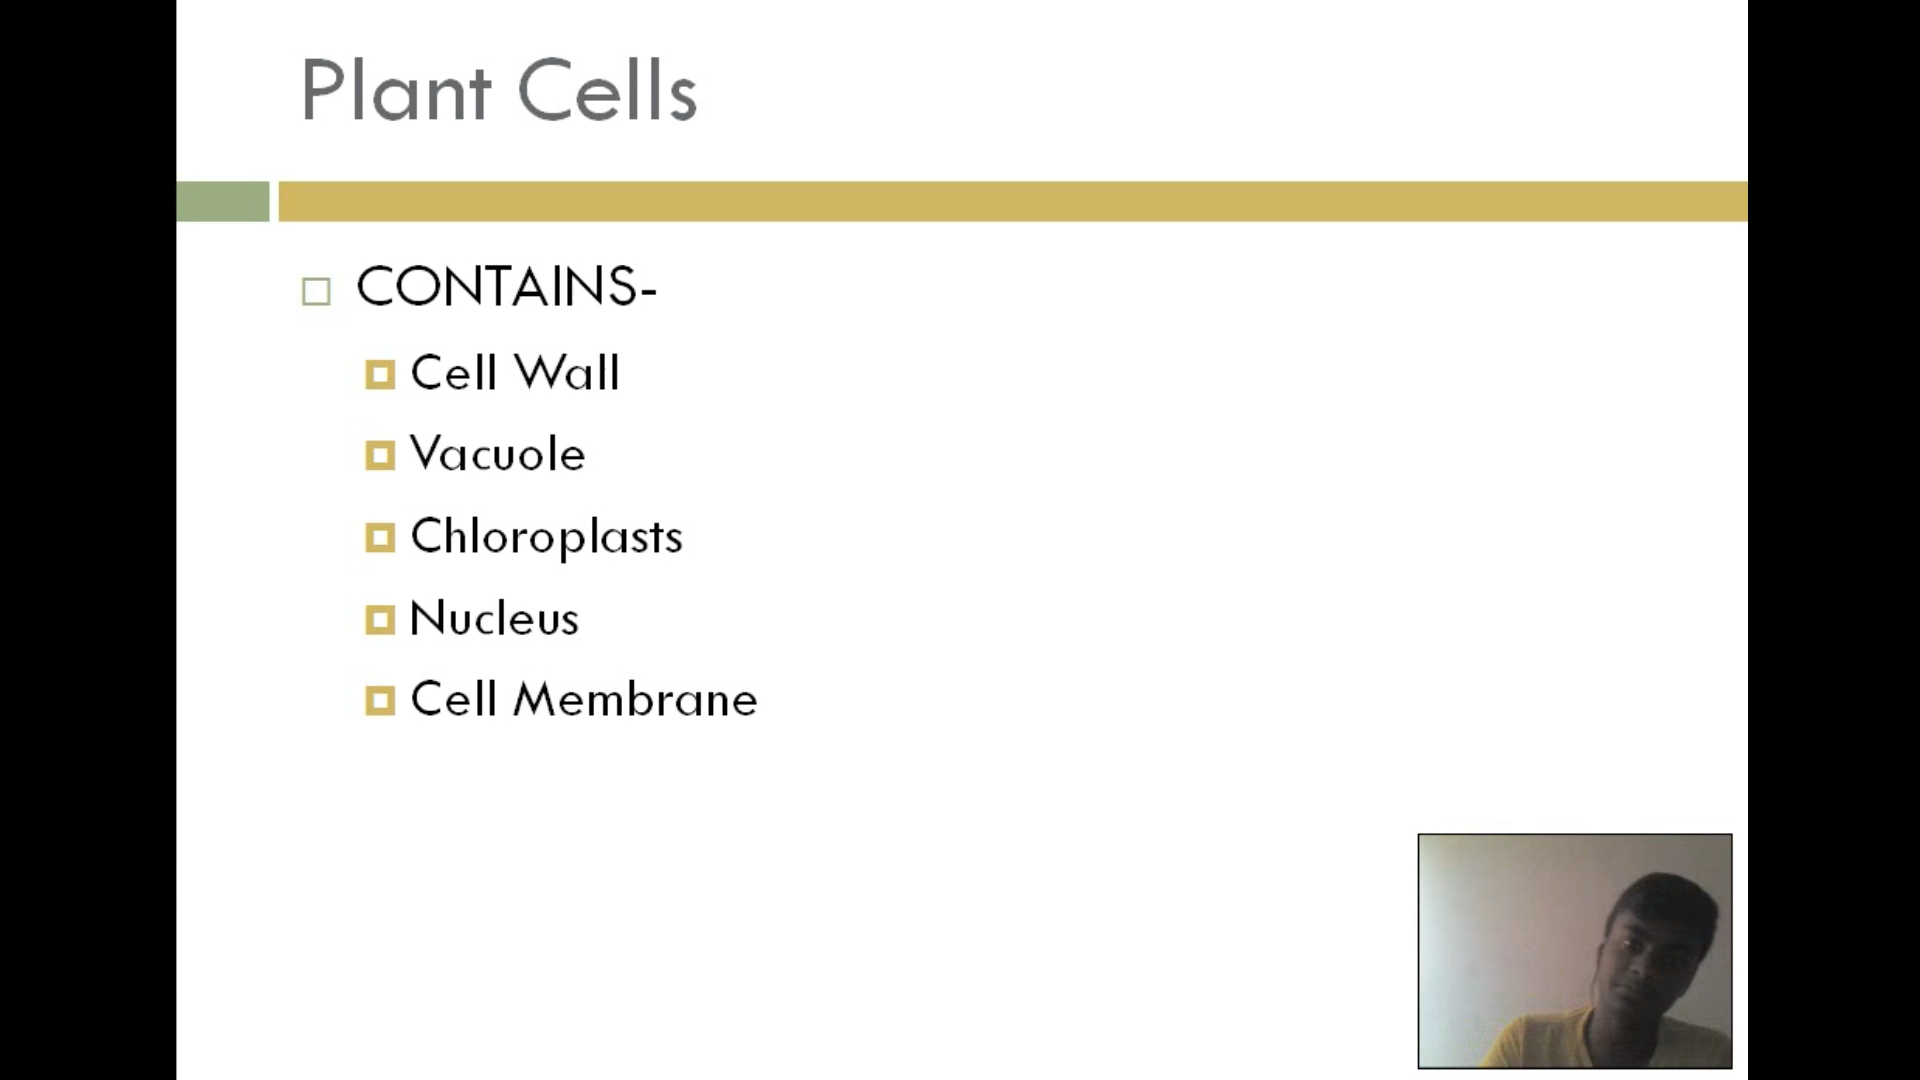 Plant Cells
CONTAINS-
Cell Wall
Vacuole
Chloroplasts
Nucleus
Cell Membrane